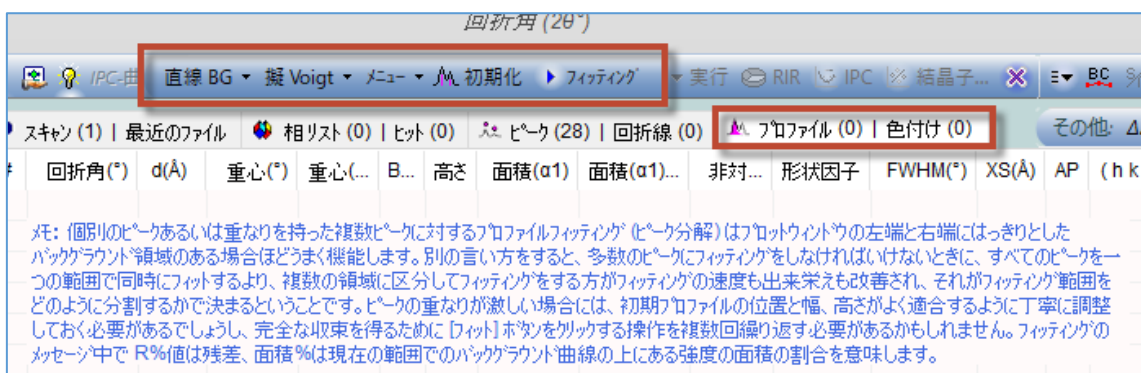 回折角 (2θ°)
IPC-曲 直線 BG 擬 Voigt メニュー 初期化 フィッティング 実行 RIR IPC 結晶子... BC
スキャン (1) | 最近のファイル 相リスト (0) | ヒット (0) ピーク (28) | 回折線 (0) プロファイル (0) | 色付け (0) その他:
回折角(°) d(Å) 重心(°) 重心(... B... 高さ 面積(α1) 面積(α1)... 非対... 形状因子 FWHM(°) XS(Å) AP (h k
メモ: 個別のピークあるいは重なりを持った複数ピークに対するプロファイルフィッティング (ピーク分解) はプロットウィンドウの左端と右端にはっきりとした
バックグラウンド領域のある場合ほどうまく機能します。別の言い方をすると、多数のピークにフィッティングをしなければいけないときに、すべてのピークを一
つの範囲で同時にフィットするより、複数の領域に区分してフィッティングをする方がフィッティングの速度も出来栄えも改善され、それがフィッティング範囲を
どのように分割するかで決まるということです。ピークの重なりが激しい場合には、初期プロファイルの位置と幅、高さがよく適合するように丁寧に調整
しておく必要があるでしょうし、完全な収束を得るために [フィット] ボタンをクリックする操作を複数回繰り返す必要があるかもしれません。フィッティングの
メッセージ中で R%値は残差、面積%は現在の範囲でのバックグラウンド曲線の上にある強度の面積の割合を意味します。